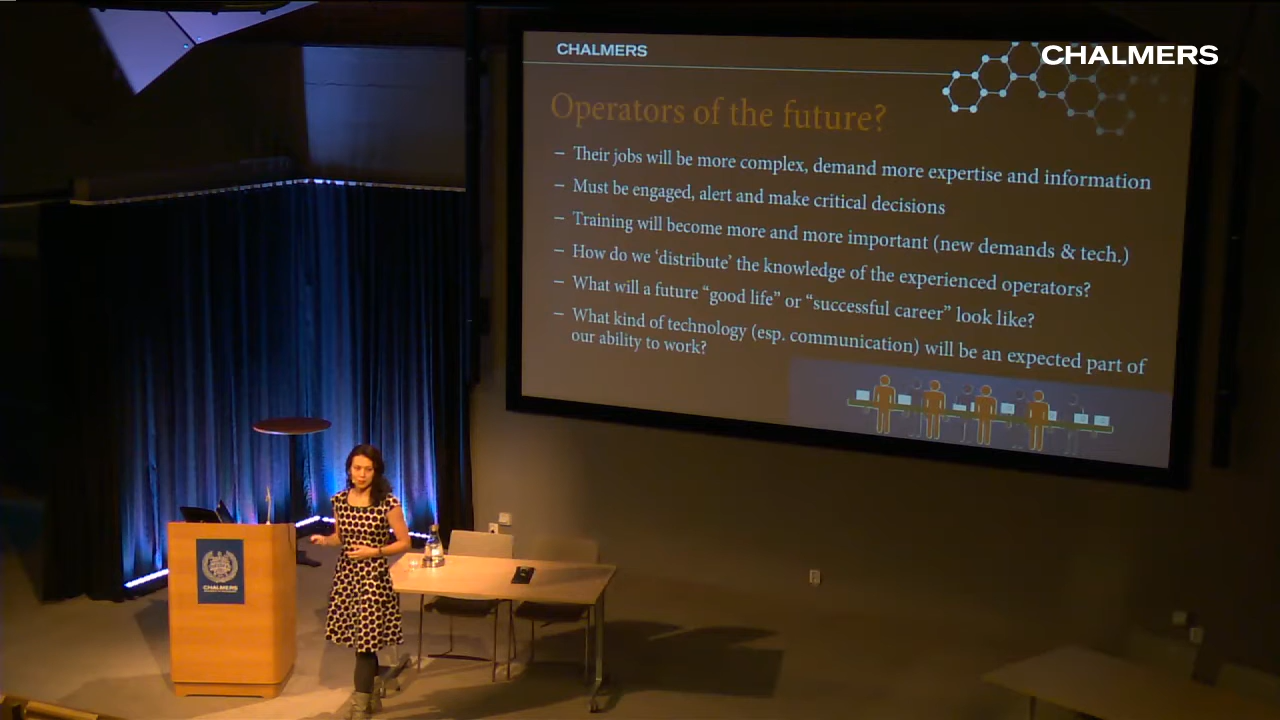 CHALMERS
CHALMERS
Operators of the future?
– Their jobs will be more complex, demand more expertise and information
– Must be engaged, alert and make critical decisions
– Training will become more and more important (new demands & tech.)
– How do we ‘distribute’ the knowledge of the experienced operators?
– What will a future “good life” or “successful career” look like?
– What kind of technology (esp. communication) will be an expected part of
our ability to work?
CHALMERS